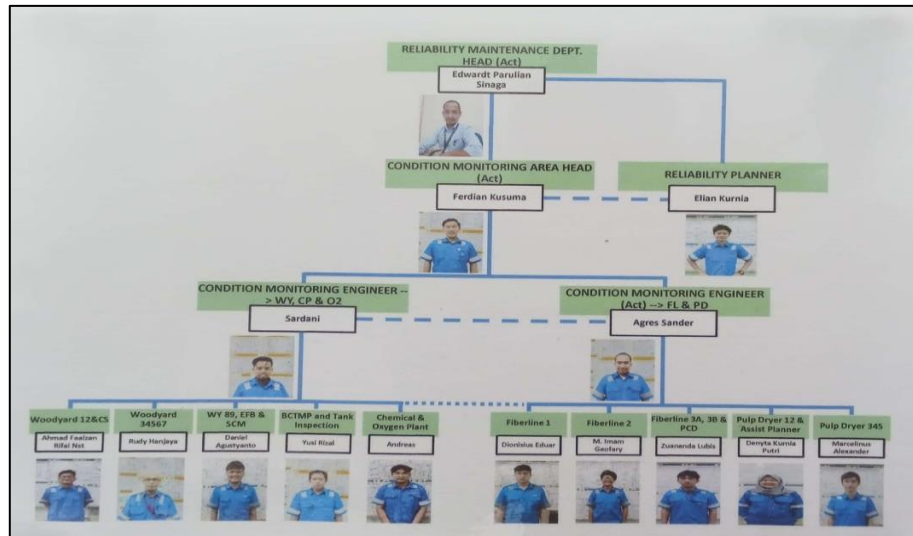 RELIABILITY MAINTENANCE DEPT.
HEAD (Act)
Edwardt Parulian
Sinaga
CONDITION MONITORING AREA HEAD
(Act)
Ferdian Kusuma
RELIABILITY PLANNER
Elian Kurnia
CONDITION MONITORING ENGINEER --
> WY, CP & O2
Sardani
CONDITION MONITORING ENGINEER
(Act) --> FL & PD
Agres Sander
Woodyard 12&CS
Ahmad Faaizan
Rifai Nst
Woodyard
34567
Rudy Hanjaya
WY 89, EFB &
SCM
Daniel
Agustyanto
BCTMP and Tank
Inspection
Yusi Rizal
Chemical &
Oxygen Plant
Andreas
Fiberline 1
Dionisius Eduar
Fiberline 2
M. Imam
Geofary
Fiberline 3A, 3B &
PCD
Zuananda Lubis
Pulp Dryer 12 &
Assist Planner
Denyta Kurnia
Putri
Pulp Dryer 345
Marcelinus
Alexander